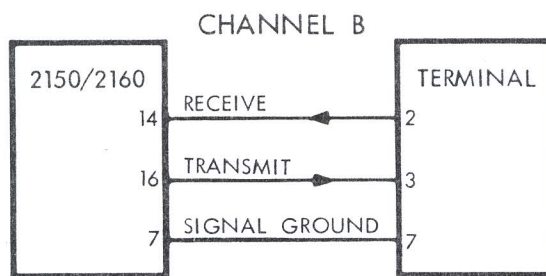 CHANNEL B
2150/2160
TERMINAL
14 RECEIVE 2
16 TRANSMIT 3
7 SIGNAL GROUND 7